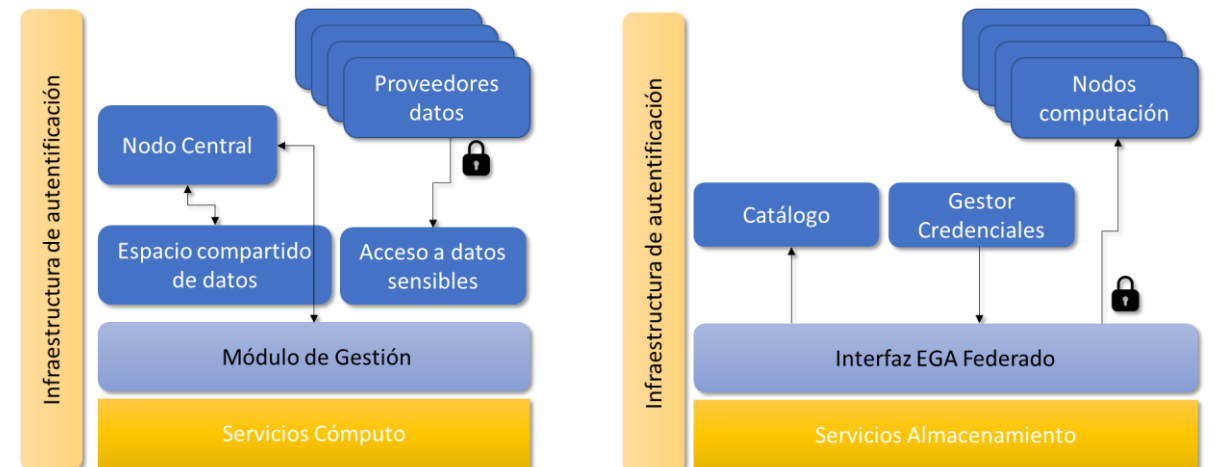 Infraestructura de autentificación
Proveedores
datos
Nodo Central
Espacio compartido
de datos
Acceso a datos
sensibles
Módulo de Gestión
Servicios Cómputo
Infraestructura de autentificación
Nodos
computación
Catálogo
Gestor
Credenciales
Interfaz EGA Federado
Servicios Almacenamiento